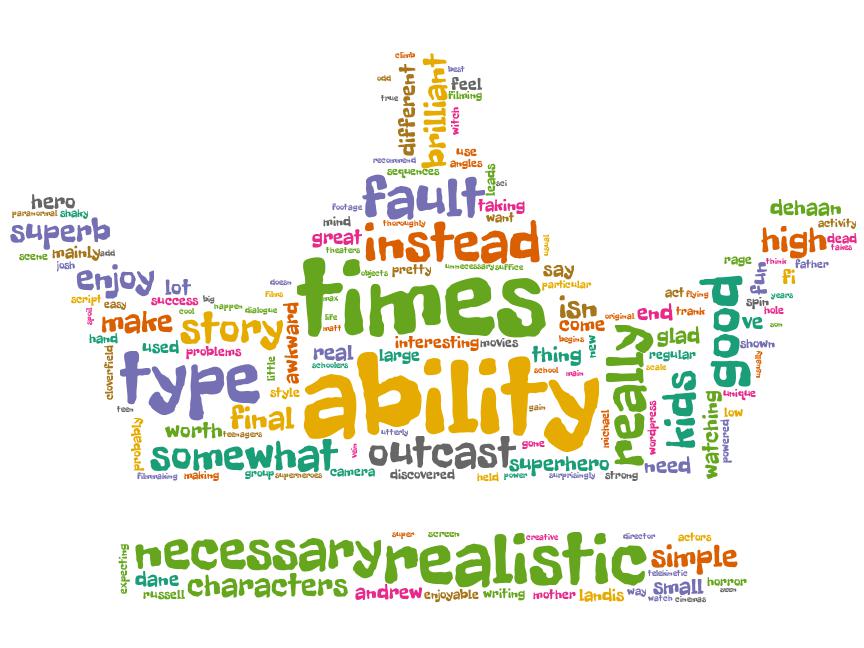 climb
odd
true
different
brilliant
best
feel
filming
witch
recommend
sequences
use
angles
leads
sci
footage
fault
taking
want
mind
thoroughly
great
theaters
instead
usual
hero
paranormal shaky
superb
scene mainly add
josh
enjoy lot
script easy
success big
spoil
make
cool
happen dialogue
story
hand
used
problems
cloverfield
type
teen
little
style
final
probably
worth
teenagers
somewhat
filmmaking making
group superheroes
doesn
films
awkward
objects pretty
unnecessary suffice
say
particular
times
max
life
matt
real
schoolers
large
interesting movies
thing
school main
isn
come
begins
new
ability
gain
utterly
vein
outcast
gone
camera
discovered
held power
superhero
surprisingly strong
dehaan
activity
high dead
takes
rage
think father
fun
fi
years
act flying
spin
hole
original end trank
good
ve son
really
glad
regular
scale
shown
usually
kids
unique
michael
wordpress
watching
low
powered
need
super screen
creative
director
actors
expecting
necessary realistic simple
telekinetic
dane
characters
russell
andrew enjoyable writing mother landis way small horror
watch cinemas